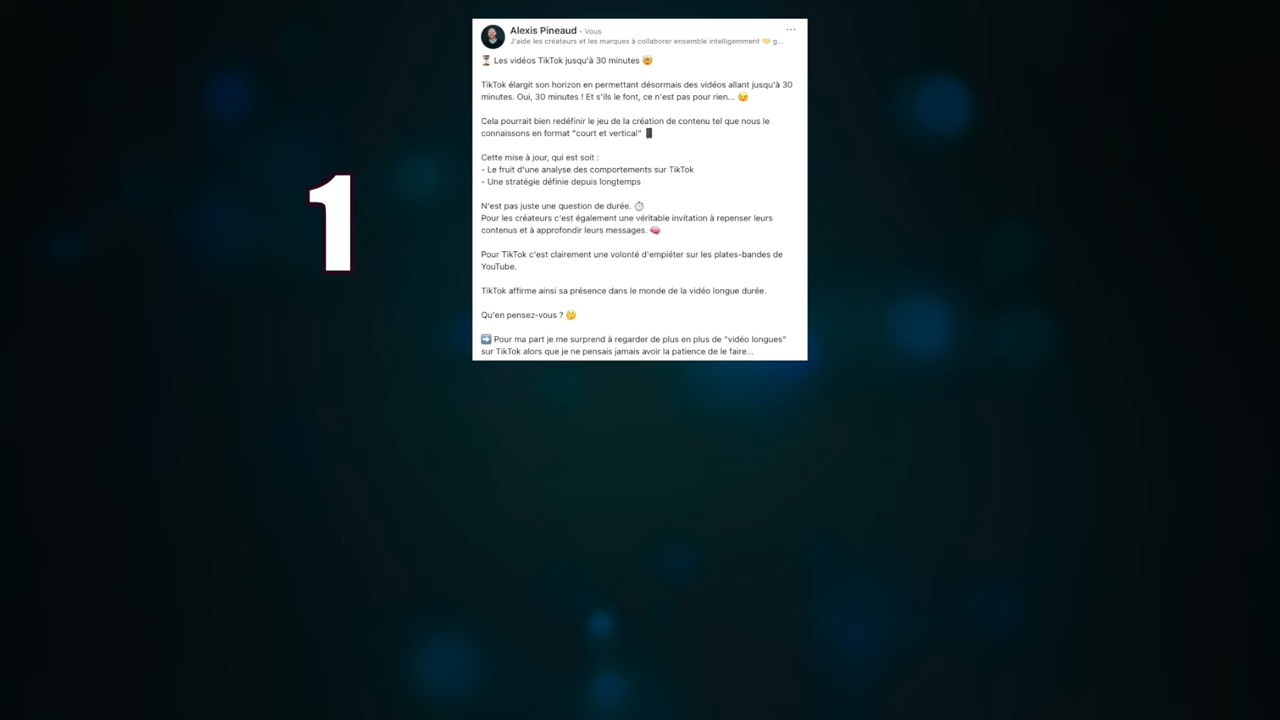 1
Alexis Pineaud · Vous
J'aide les créateurs et les marques à collaborer ensemble intelligemment 🤝 g...
⏳ Les vidéos TikTok jusqu'à 30 minutes 🤯
TikTok élargit son horizon en permettant désormais des vidéos allant jusqu'à 30
minutes. Oui, 30 minutes ! Et s'ils le font, ce n'est pas pour rien... 😉
Cela pourrait bien redéfinir le jeu de la création de contenu tel que nous le
connaissons en format "court et vertical" 📱
Cette mise à jour, qui est soit :
- Le fruit d'une analyse des comportements sur TikTok
- Une stratégie définie depuis longtemps
N'est pas juste une question de durée. ⏱️
Pour les créateurs c'est également une véritable invitation à repenser leurs
contenus et à approfondir leurs messages. 🧠
Pour TikTok c'est clairement une volonté d'empiéter sur les plates-bandes de
YouTube.
TikTok affirme ainsi sa présence dans le monde de la vidéo longue durée.
Qu'en pensez-vous ? 🤔
➡️ Pour ma part je me surprend à regarder de plus en plus de "vidéo longues"
sur TikTok alors que je ne pensais jamais avoir la patience de le faire...